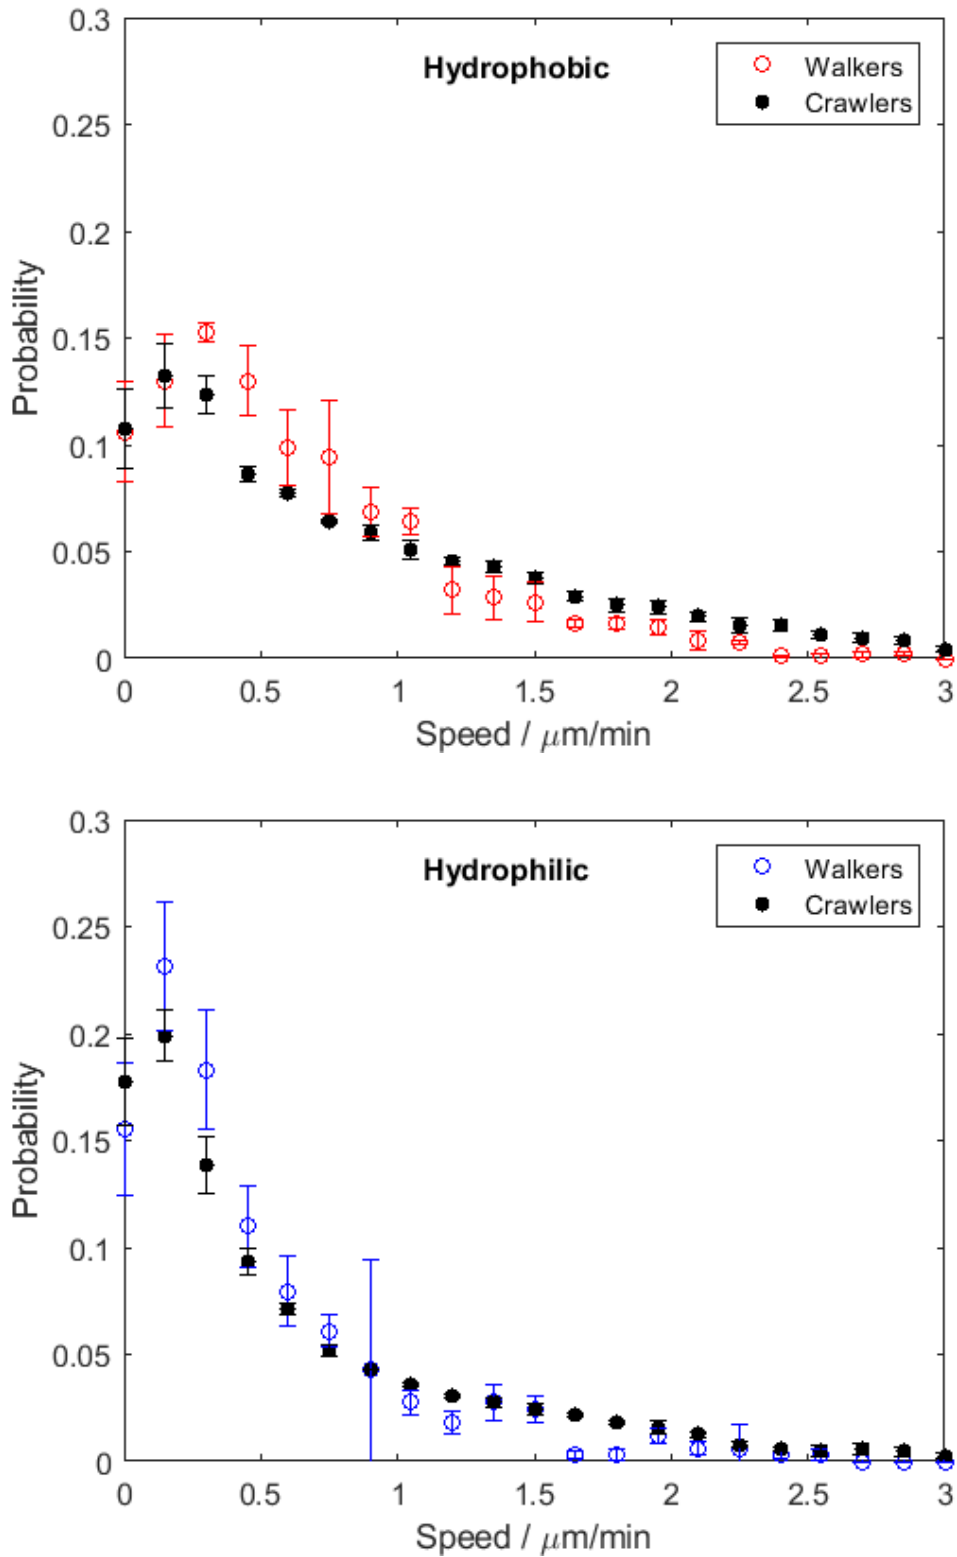 0.3
Hydrophobic
Walkers
Crawlers
0.25
0.2
0.15
0.1
0.05
0
Probability
0 0.5 1 1.5 2 2.5 3
Speed / μm/min
0.3
Hydrophilic
Walkers
Crawlers
0.25
0.2
0.15
0.1
0.05
0
Probability
0 0.5 1 1.5 2 2.5 3
Speed / μm/min